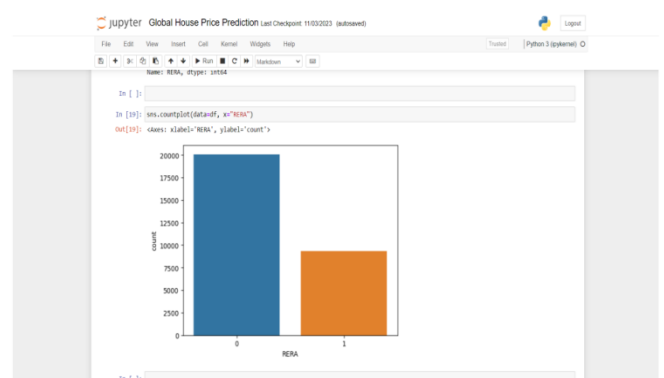 jupyter Global House Price Prediction Last Checkpoint: 11/03/2023 (autosaved)
Logout
File Edit View Insert Cell Kernel Widgets Help
Trusted Python 3 (ipykernel)
Run Markdown
Name: RERA, dtype: int64
In [ ]:
In [19]: sns.countplot(data=df, x="RERA")
Out[19]: <Axes: xlabel='RERA', ylabel='count'>
20000
17500
15000
12500
10000
7500
5000
2500
0
count
0 1
RERA
In [ ]: